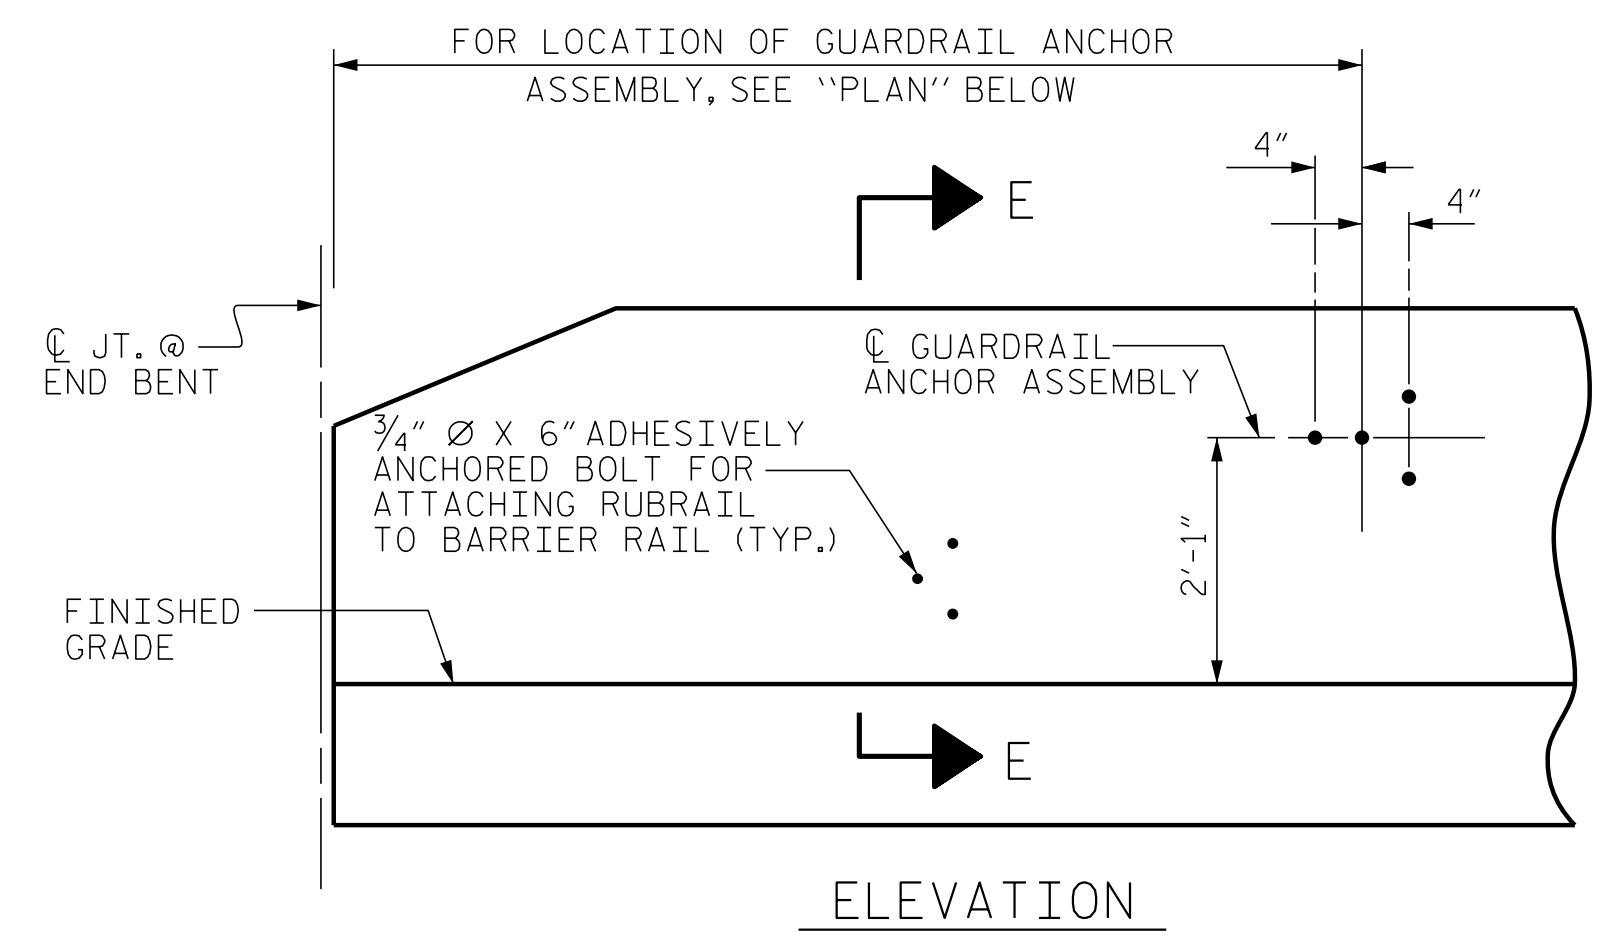 FOR LOCATION OF GUARDRAIL ANCHOR
ASSEMBLY, SEE "PLAN" BELOW
4"
4"
E
℄ JT. @
END BENT
℄ GUARDRAIL
ANCHOR ASSEMBLY
3/4" Ø X 6" ADHESIVELY
ANCHORED BOLT FOR
ATTACHING RUBRAIL
TO BARRIER RAIL (TYP.)
2'-1"
FINISHED
GRADE
E
ELEVATION